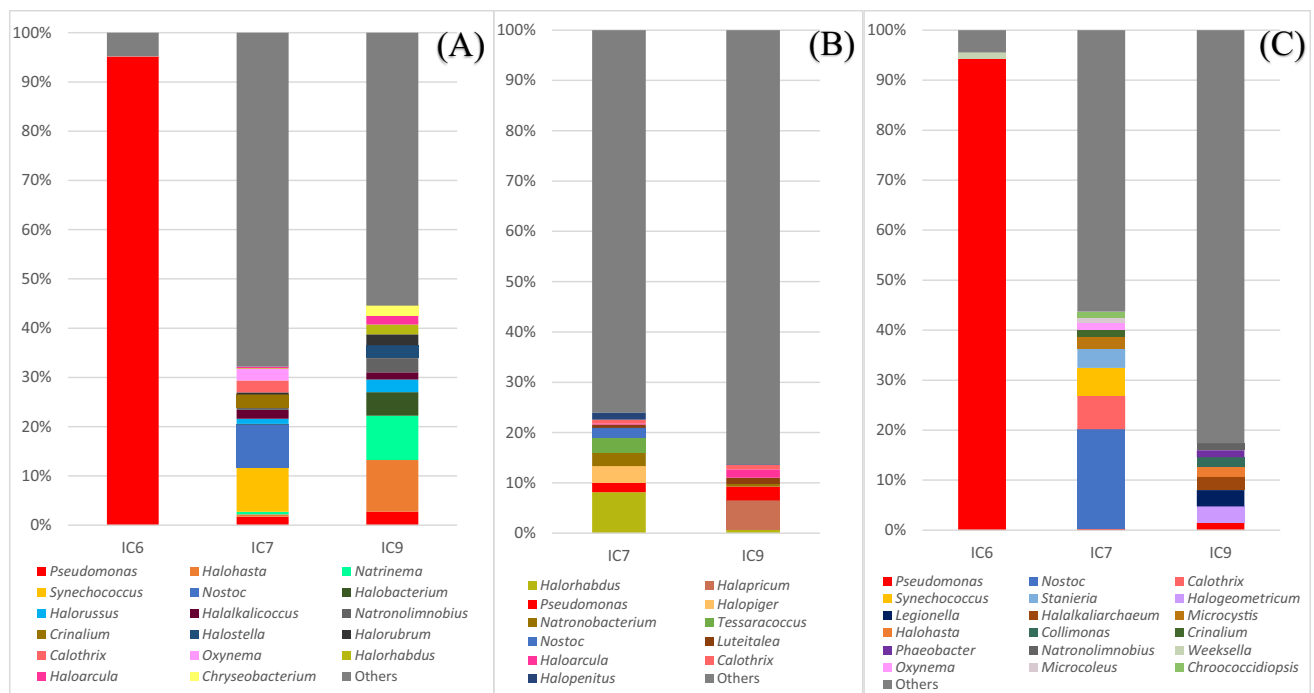 (A)
100%
90%
80%
70%
60%
50%
40%
30%
20%
10%
0%
IC6 IC7 IC9
Pseudomonas Halohasta Natrinema
Synechococcus Nostoc Halobacterium
Halorussus Halalkalicoccus Natronolimnobius
Crinalium Halostella Halorubrum
Calothrix Oxynema Halorhabdus
Haloarcula Chryseobacterium Others
(B)
100%
90%
80%
70%
60%
50%
40%
30%
20%
10%
0%
IC7 IC9
Halorhabdus Halapricum
Pseudomonas Halopiger
Natronobacterium Tessaracoccus
Nostoc Luteitalea
Haloarcula Calothrix
Halopenitus Others
(C)
100%
90%
80%
70%
60%
50%
40%
30%
20%
10%
0%
IC6 IC7 IC9
Pseudomonas Nostoc Calothrix
Synechococcus Stanieria Halogeometricum
Legionella Halalkaliarchaeum Microcystis
Halohasta Collimonas Crinalium
Phaeobacter Natronolimnobius Weeksella
Oxynema Microcoleus Chroococcidiopsis
Others